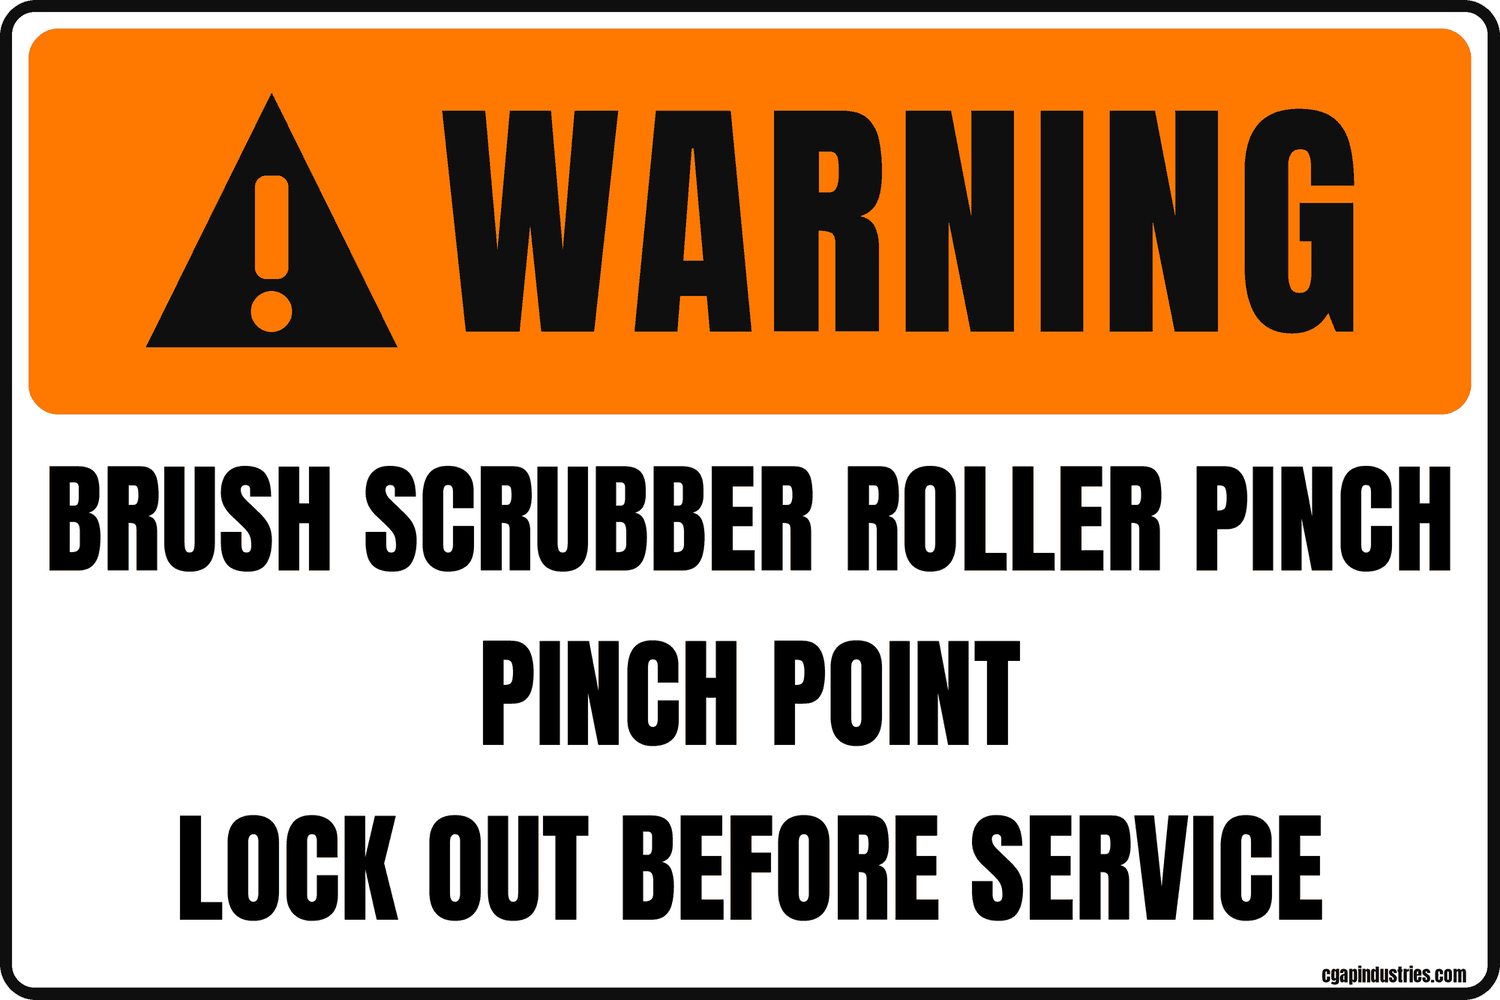 WARNING
BRUSH SCRUBBER ROLLER PINCH
PINCH POINT
LOCK OUT BEFORE SERVICE
cgapindustries.com